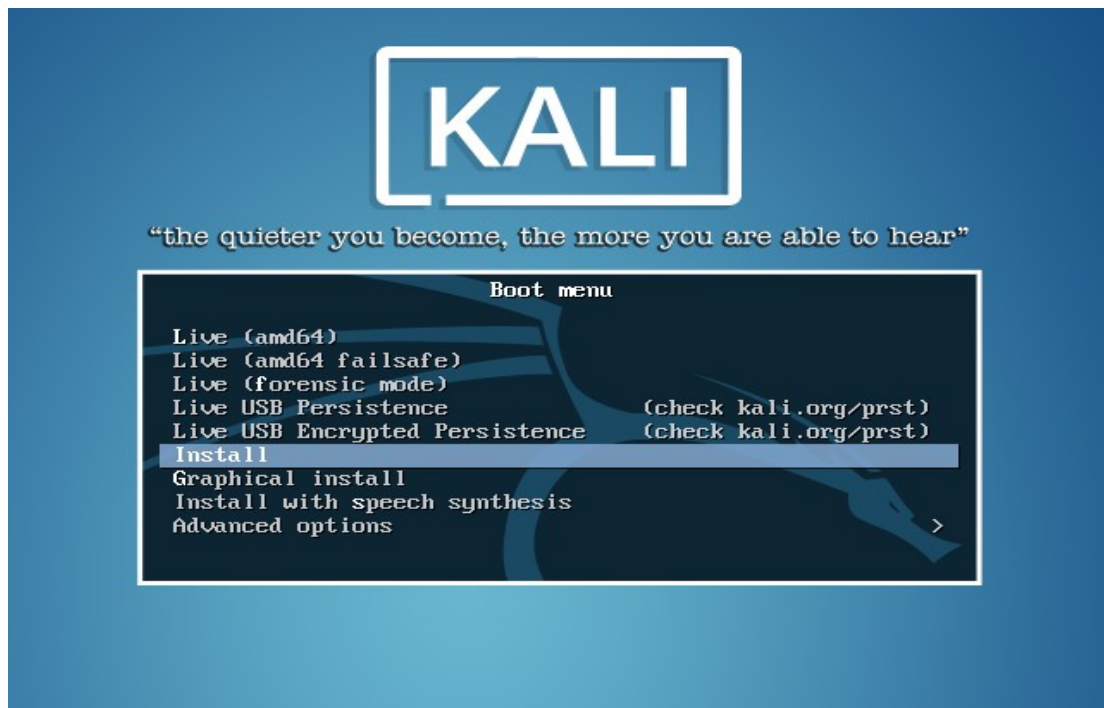 KALI
“the quieter you become, the more you are able to hear”
Boot menu
Live (amd64)
Live (amd64 failsafe)
Live (forensic mode)
Live USB Persistence (check kali.org/prst)
Live USB Encrypted Persistence (check kali.org/prst)
Install
Graphical install
Install with speech synthesis
Advanced options >